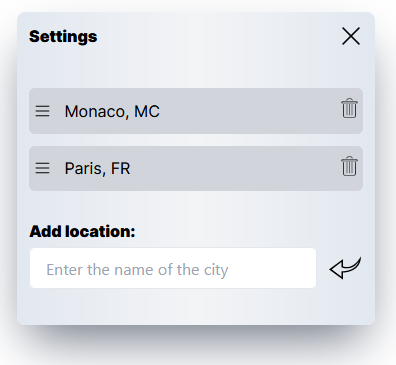 Settings
Monaco, MC
Paris, FR
Add location:
Enter the name of the city